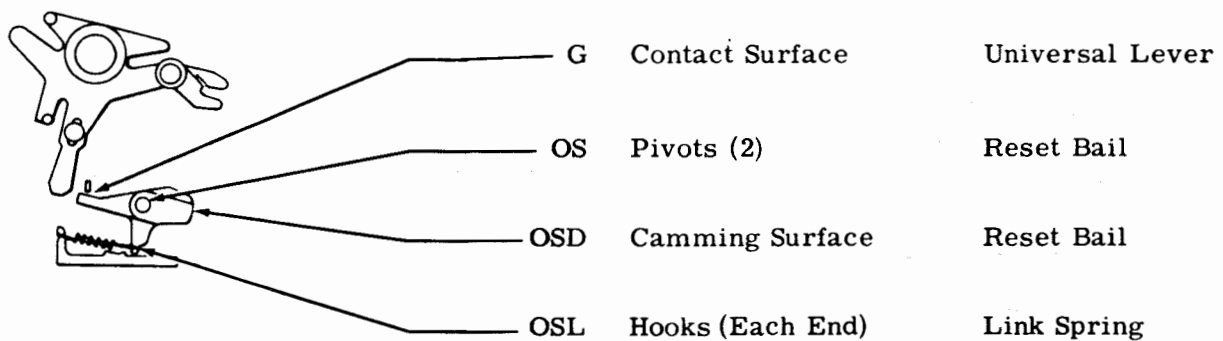 G Contact Surface Universal Lever
OS Pivots (2) Reset Bail
OSD Camming Surface Reset Bail
OSL Hooks (Each End) Link Spring